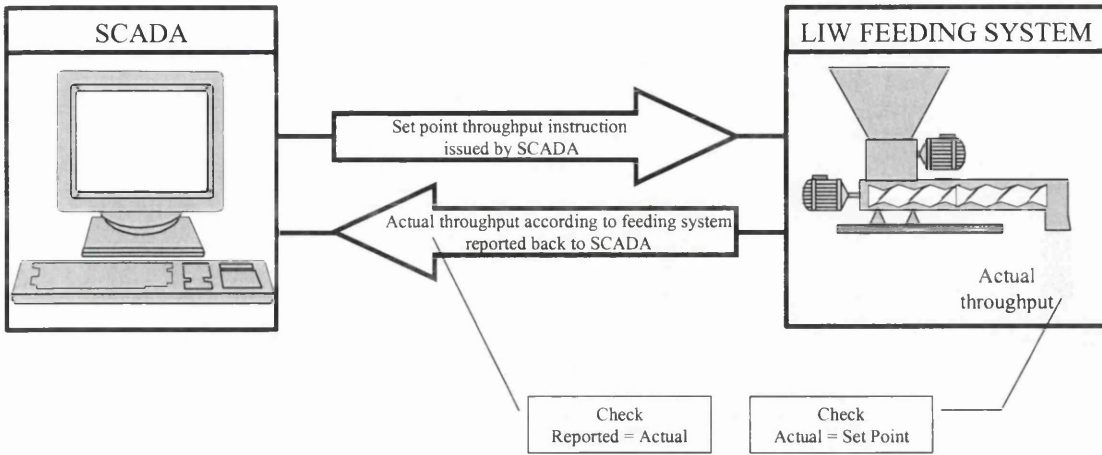 SCADA
LIW FEEDING SYSTEM
Set point throughput instruction
issued by SCADA
Actual throughput according to feeding system
reported back to SCADA
Actual
throughput
Check
Reported = Actual
Check
Actual = Set Point